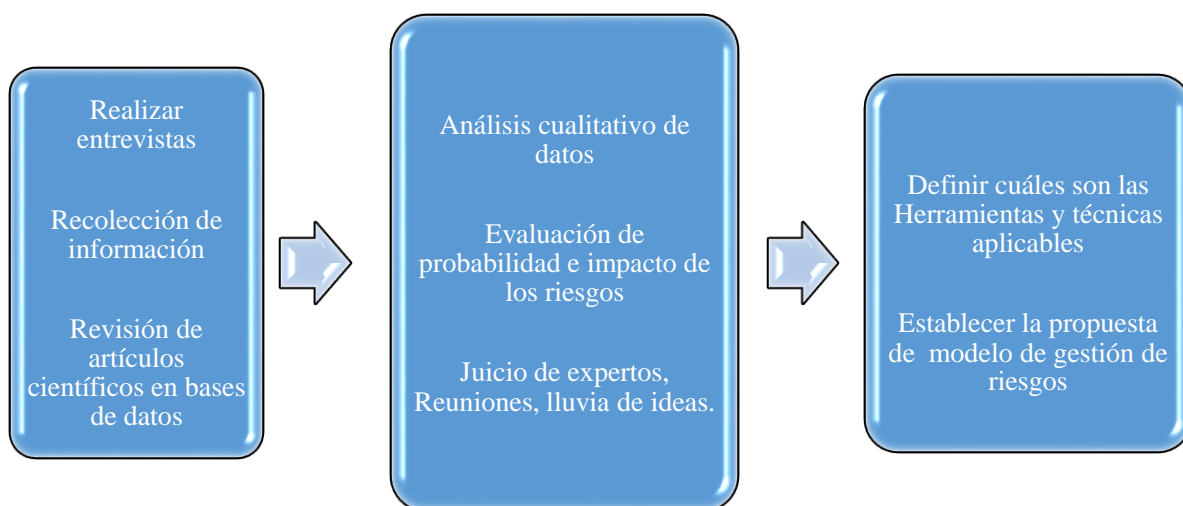 Realizar
entrevistas
Recolección de
información
Revisión de
artículos
científicos en bases
de datos
Análisis cualitativo de
datos
Evaluación de
probabilidad e impacto de
los riesgos
Juicio de expertos,
Reuniones, lluvia de ideas.
Definir cuáles son las
Herramientas y técnicas
aplicables
Establecer la propuesta
de modelo de gestión de
riesgos